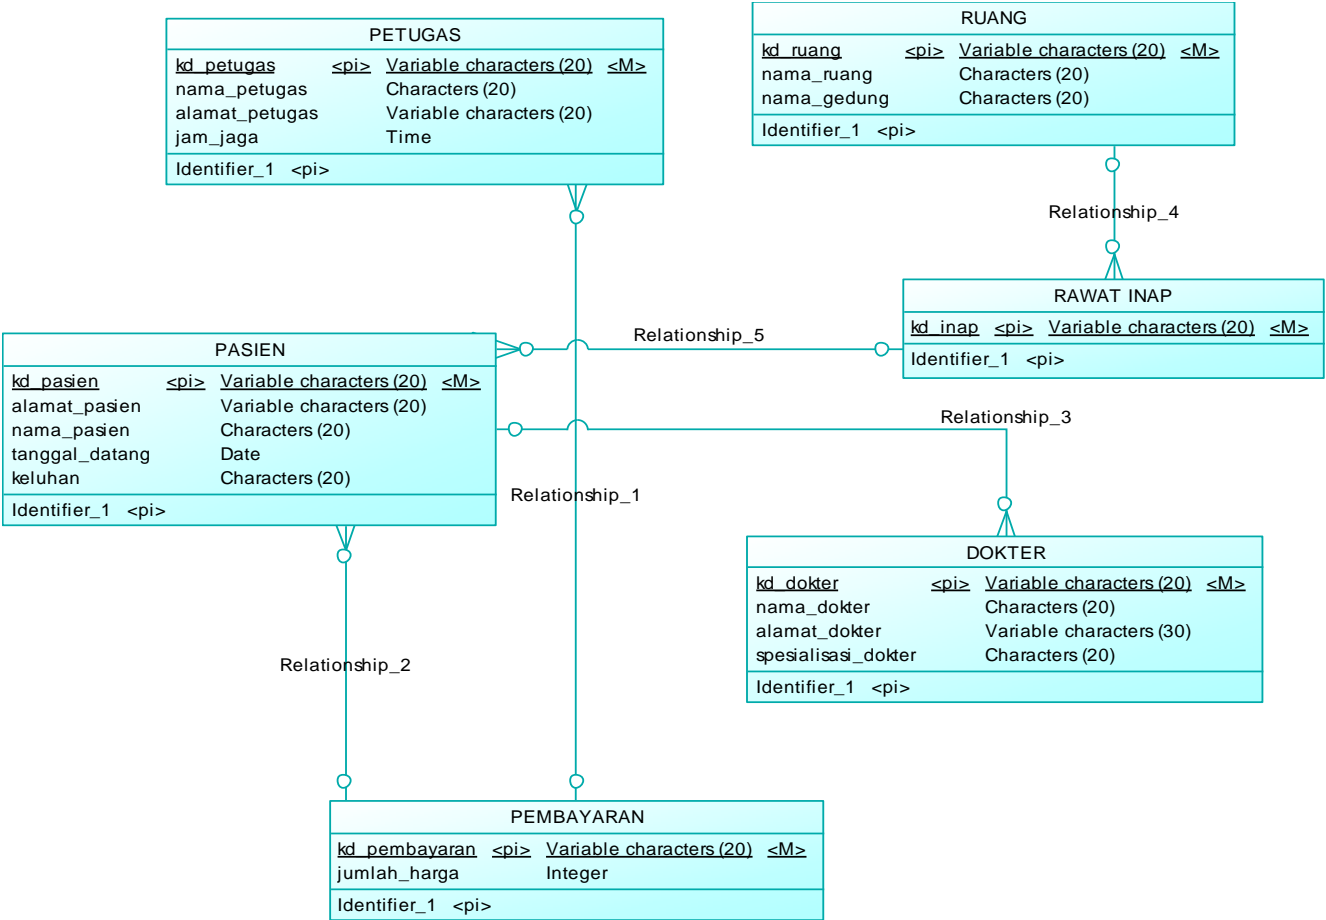 PETUGAS
kd_petugas <pi> Variable characters (20) <M>
nama_petugas Characters (20)
alamat_petugas Variable characters (20)
jam_jaga Time
Identifier_1 <pi>
RUANG
kd_ruang <pi> Variable characters (20) <M>
nama_ruang Characters (20)
nama_gedung Characters (20)
Identifier_1 <pi>
Relationship_4
RAWAT INAP
kd_inap <pi> Variable characters (20) <M>
Identifier_1 <pi>
Relationship_5
PASIEN
kd_pasien <pi> Variable characters (20) <M>
alamat_pasien Variable characters (20)
nama_pasien Characters (20)
tanggal_datang Date
keluhan Characters (20)
Identifier_1 <pi>
Relationship_3
Relationship_1
DOKTER
kd_dokter <pi> Variable characters (20) <M>
nama_dokter Characters (20)
alamat_dokter Variable characters (30)
spesialisasi_dokter Characters (20)
Identifier_1 <pi>
Relationship_2
PEMBAYARAN
kd_pembayaran <pi> Variable characters (20) <M>
jumlah_harga Integer
Identifier_1 <pi>